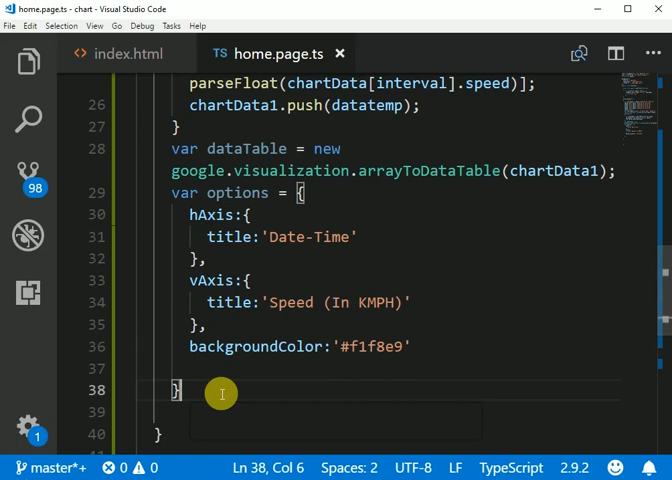 home.page.ts - chart - Visual Studio Code
File Edit Selection View Go Debug Tasks Help
<> index.html TS home.page.ts ×
parseFloat(chartData[interval].speed)];
26 chartData1.push(datatemp);
27 }
28 var dataTable = new
google.visualization.arrayToDataTable(chartData1);
29 var options = {
30 hAxis:{
31 title:'Date-Time'
32 },
33 vAxis:{
34 title:'Speed (In KMPH)'
35 },
36 backgroundColor:'#f1f8e9'
37
38 }
39
40 }
98
1
master*+ 0 0 Ln 38, Col 6 Spaces: 2 UTF-8 LF TypeScript 2.9.2